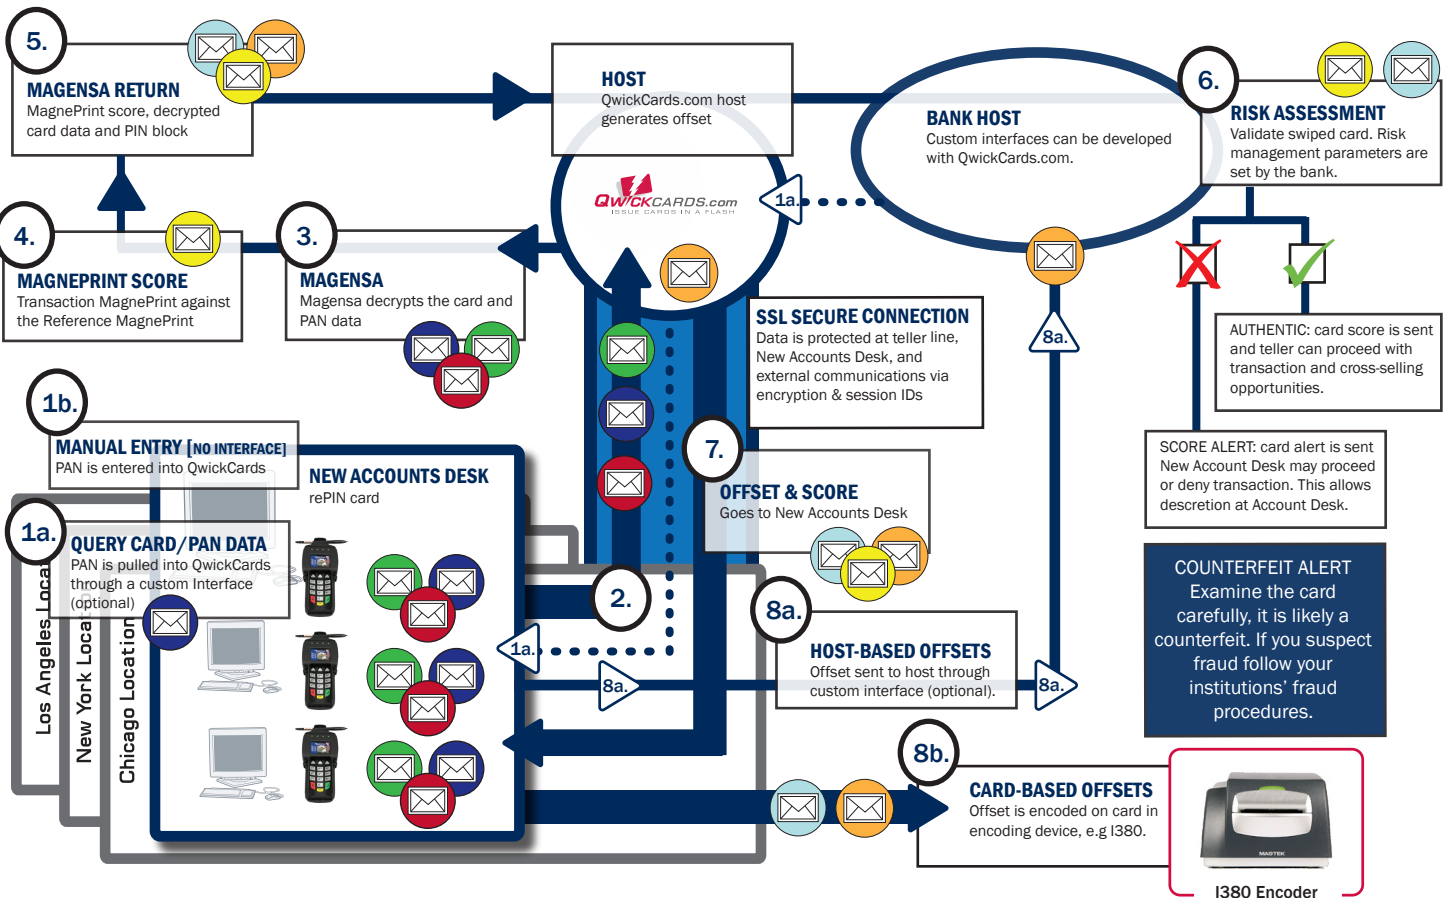 5.
MAGENSA RETURN
MagnePrint score, decrypted
card data and PIN block
HOST
QwickCards.com host
generates offset
BANK HOST
Custom interfaces can be developed
with QwickCards.com.
6.
RISK ASSESSMENT
Validate swiped card. Risk
management parameters are
set by the bank.
QWICKCARDS.com
ISSUE CARDS IN A FLASH
1a.
4.
MAGNEPRINT SCORE
Transaction MagnePrint against
the Reference MagnePrint
3.
MAGENSA
Magensa decrypts the card and
PAN data
SSL SECURE CONNECTION
Data is protected at teller line,
New Accounts Desk, and
external communications via
encryption & session IDs
8a.
AUTHENTIC: card score is sent
and teller can proceed with
transaction and cross-selling
opportunities.
SCORE ALERT: card alert is sent
New Account Desk may proceed
or deny transaction. This allows
descretion at Account Desk.
1b.
MANUAL ENTRY [NO INTERFACE]
PAN is entered into QwickCards
NEW ACCOUNTS DESK
rePIN card
7.
OFFSET & SCORE
Goes to New Accounts Desk
1a.
QUERY CARD/PAN DATA
PAN is pulled into QwickCards
through a custom Interface
(optional)
Los Angeles Locat
New York Locat
Chicago Location
2.
1a.
8a.
8a.
HOST-BASED OFFSETS
Offset sent to host through
custom interface (optional).
8a.
COUNTERFEIT ALERT
Examine the card
carefully, it is likely a
counterfeit. If you suspect
fraud follow your
institutions' fraud
procedures.
8b.
CARD-BASED OFFSETS
Offset is encoded on card in
encoding device, e.g I380.
MAGTEK
I380 Encoder